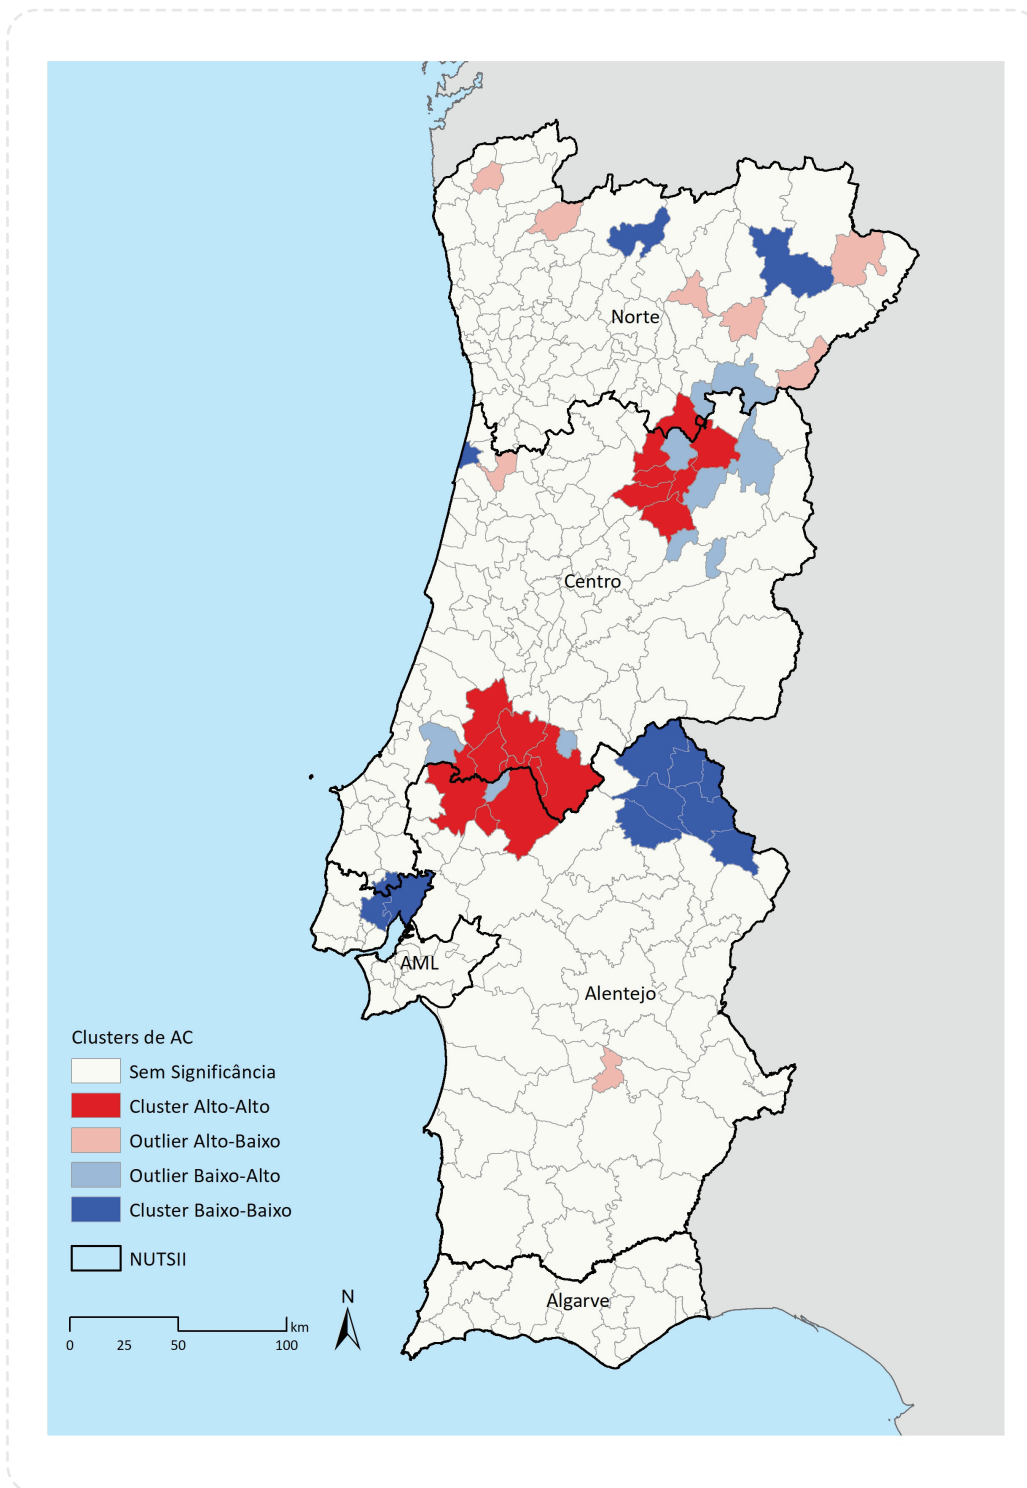 Norte
Centro
AML
Alentejo
Algarve
Clusters de AC
Sem Significância
Cluster Alto-Alto
Outlier Alto-Baixo
Outlier Baixo-Alto
Cluster Baixo-Baixo
NUTSII
N
km
0 25 50 100